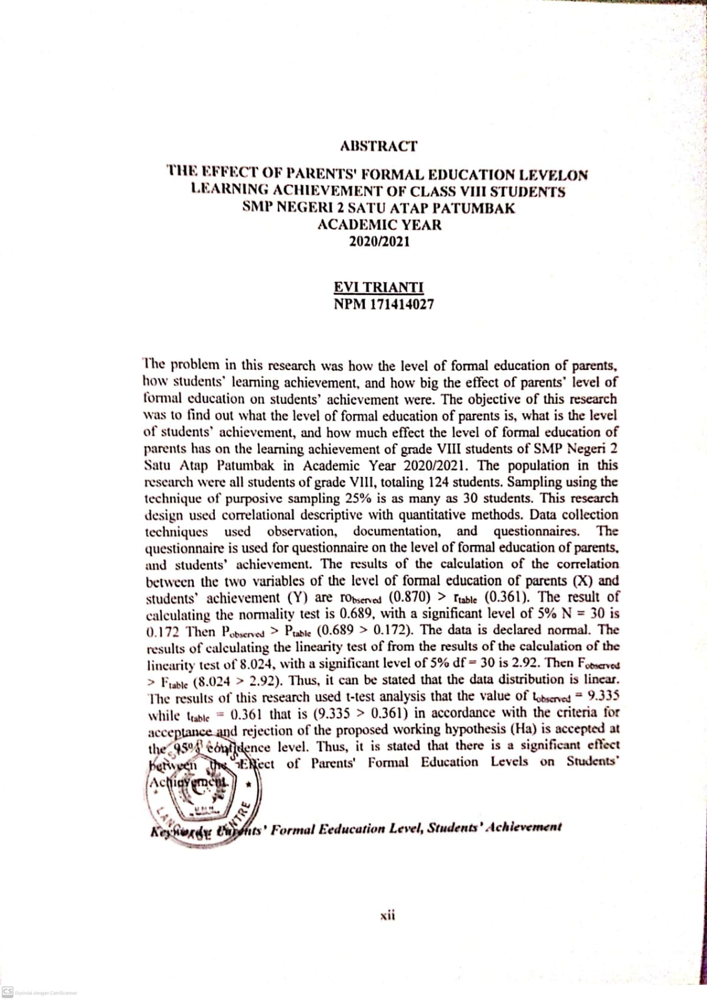 ABSTRACT
THE EFFECT OF PARENTS' FORMAL EDUCATION LEVELON
LEARNING ACHIEVEMENT OF CLASS VIII STUDENTS
SMP NEGERI 2 SATU ATAP PATUMBAK
ACADEMIC YEAR
2020/2021
EVI TRIANTI
NPM 171414027
The problem in this research was how the level of formal education of parents,
how students' learning achievement, and how big the effect of parents' level of
formal education on students' achievement were. The objective of this research
was to find out what the level of formal education of parents is, what is the level
of students' achievement, and how much effect the level of formal education of
parents has on the learning achievement of grade VIII students of SMP Negeri 2
Satu Atap Patumbak in Academic Year 2020/2021. The population in this
research were all students of grade VIII, totaling 124 students. Sampling using the
technique of purposive sampling 25% is as many as 30 students. This research
design used correlational descriptive with quantitative methods. Data collection
techniques used observation, documentation, and questionnaires. The
questionnaire is used for questionnaire on the level of formal education of parents,
and students' achievement. The results of the calculation of the correlation
between the two variables of the level of formal education of parents (X) and
students' achievement (Y) are robserved (0.870) > rtable (0.361). The result of
calculating the normality test is 0.689, with a significant level of 5% N = 30 is
0.172 Then Pobserved > Ptable (0.689 > 0.172). The data is declared normal. The
results of calculating the linearity test of from the results of the calculation of the
linearity test of 8.024, with a significant level of 5% df = 30 is 2.92. Then Fobserved
> Ftable (8.024 > 2.92). Thus, it can be stated that the data distribution is linear.
The results of this research used t-test analysis that the value of tobserved = 9.335
while ttable = 0.361 that is (9.335 > 0.361) in accordance with the criteria for
acceptance and rejection of the proposed working hypothesis (Ha) is accepted at
the 95% confidence level. Thus, it is stated that there is a significant effect
between the Effect of Parents' Formal Education Levels on Students'
Achievement.
LANGUAGE CENTRE
Keywords: Parents' Formal Eeducation Level, Students' Achievement
xii
CS Dipindai dengan CamScanner